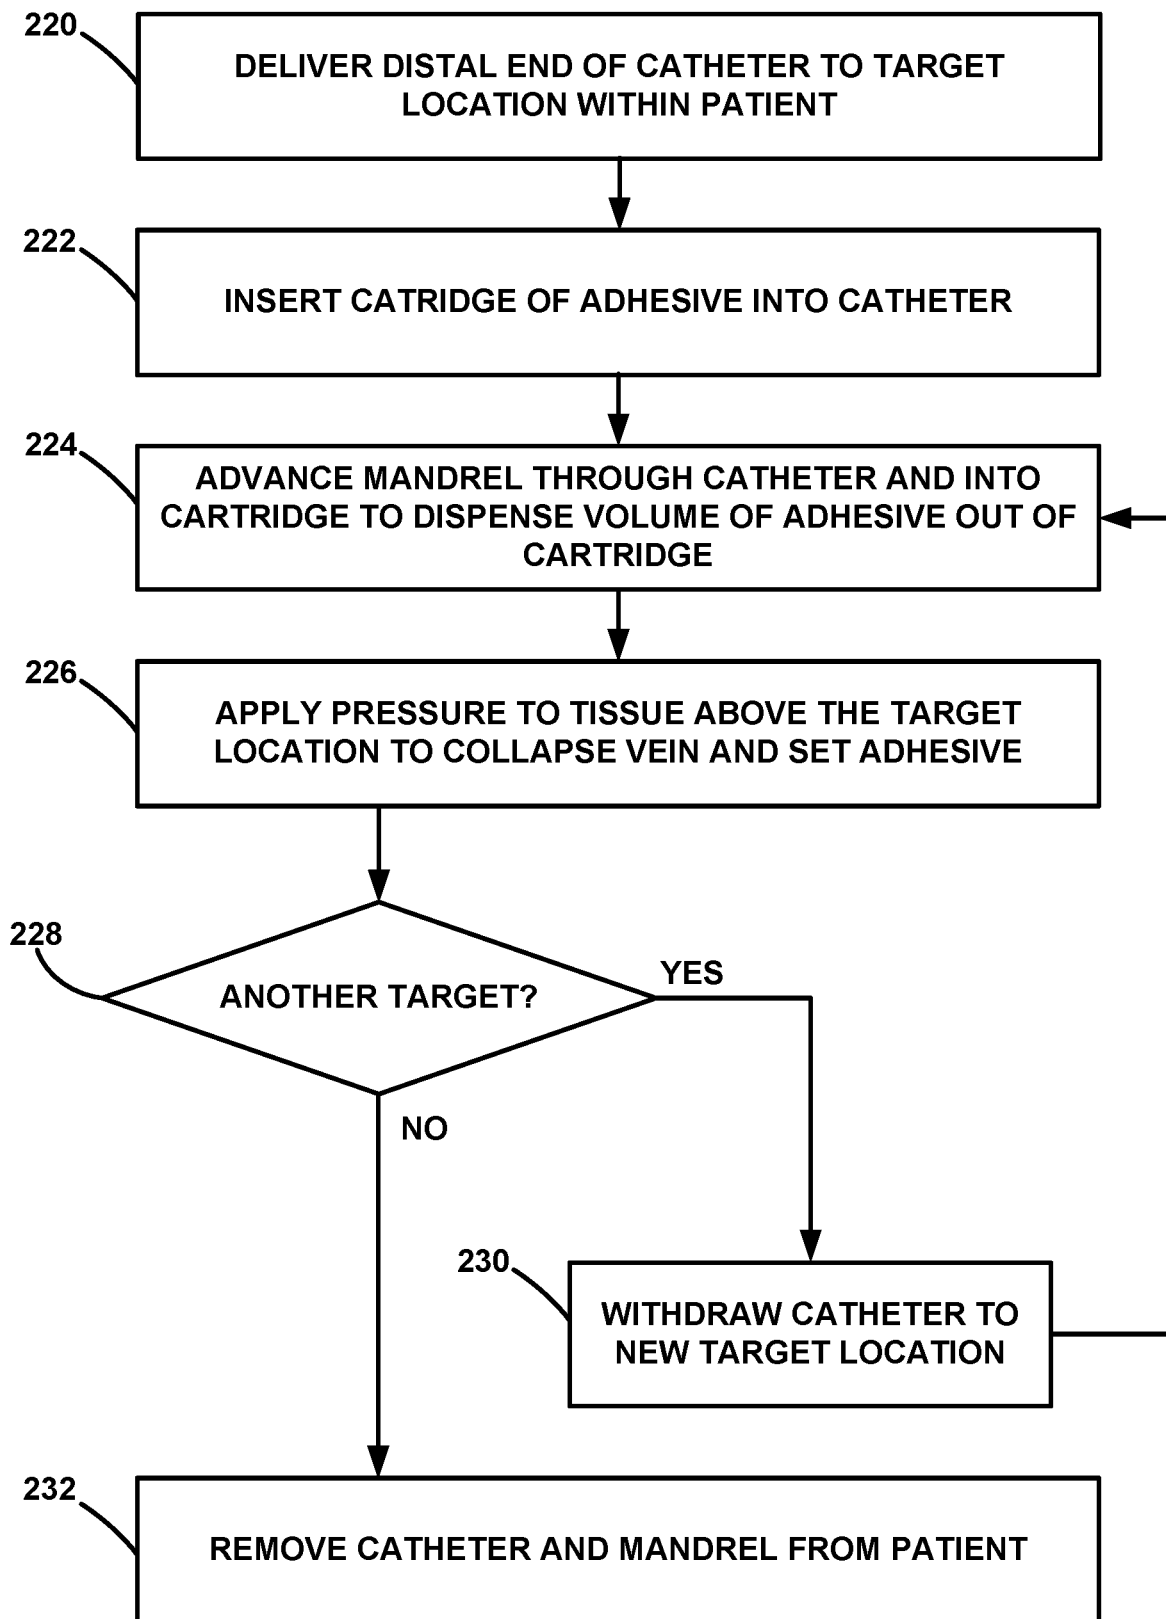 220
DELIVER DISTAL END OF CATHETER TO TARGET
LOCATION WITHIN PATIENT
222
INSERT CATRIDGE OF ADHESIVE INTO CATHETER
224
ADVANCE MANDREL THROUGH CATHETER AND INTO
CARTRIDGE TO DISPENSE VOLUME OF ADHESIVE OUT OF
CARTRIDGE
226
APPLY PRESSURE TO TISSUE ABOVE THE TARGET
LOCATION TO COLLAPSE VEIN AND SET ADHESIVE
228
ANOTHER TARGET?
YES
NO
230
WITHDRAW CATHETER TO
NEW TARGET LOCATION
232
REMOVE CATHETER AND MANDREL FROM PATIENT